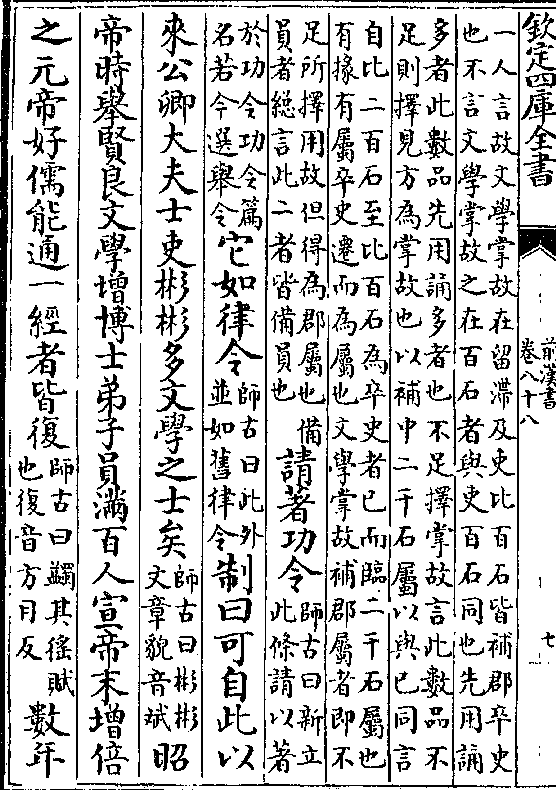 欽定四庫全書
前漢書
卷八十八
七
一人言故文學掌故在留滯及吏比百石皆補郡卒史
也不言文學掌故之在百石者與吏百石同也先用誦
多者此數品先用誦多者也不足擇掌故言此數品不
足則擇見方為掌故也以補中二千石屬以與已同言
自比二百石至比百石為卒史者已而臨二千石屬也
有掾有屬卒史遷而為屬也文學掌故補郡屬者即不
足所擇用故但得為郡屬也備
員者總言此二者皆備員也
請著功令
師古曰新立
此條請以著
於功令功令篇
名若今選舉令
它如律令
師古曰此外
並如舊律令
制曰可自此以
來公卿大夫士吏彬彬多文學之士矣
師古曰彬彬
文章貌音斌
昭
帝時舉賢良文學增博士弟子員滿百人宣帝末增倍
之元帝好儒能通一經者皆復
師古曰蠲其徭賦
也復音方目反
數年